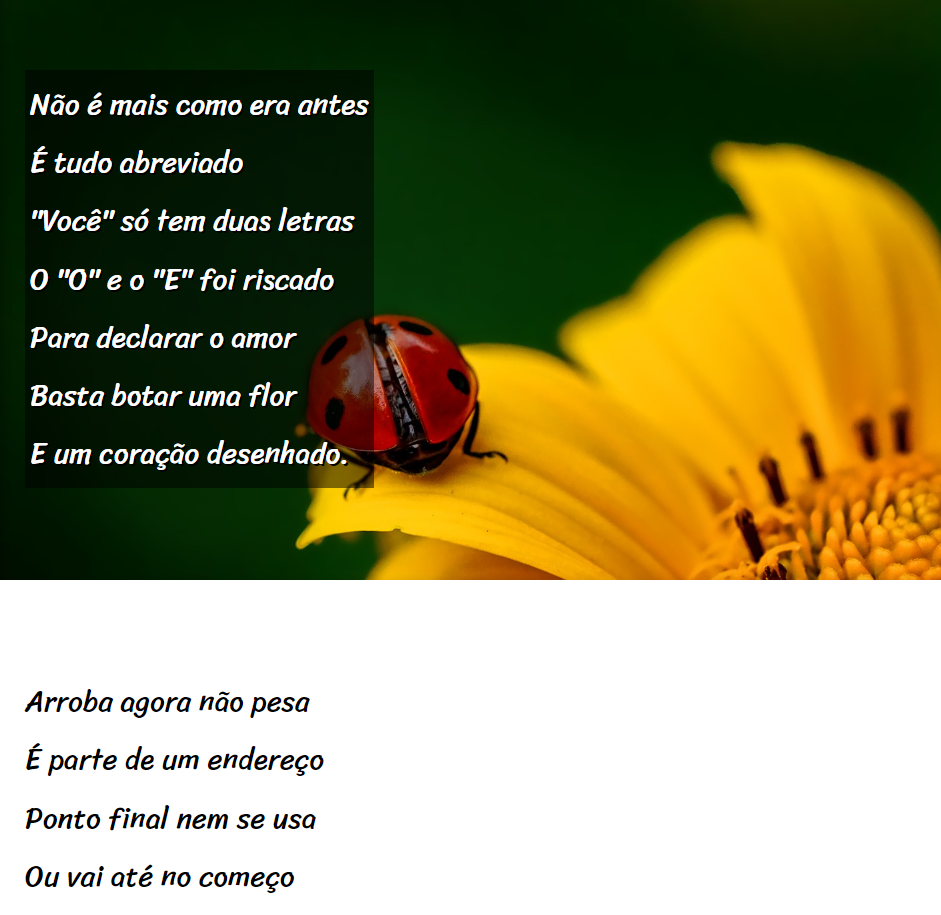 Não é mais como era antes
É tudo abreviado
"Você" só tem duas letras
O "O" e o "E" foi riscado
Para declarar o amor
Basta botar uma flor
E um coração desenhado.
Arroba agora não pesa
É parte de um endereço
Ponto final nem se usa
Ou vai até no começo